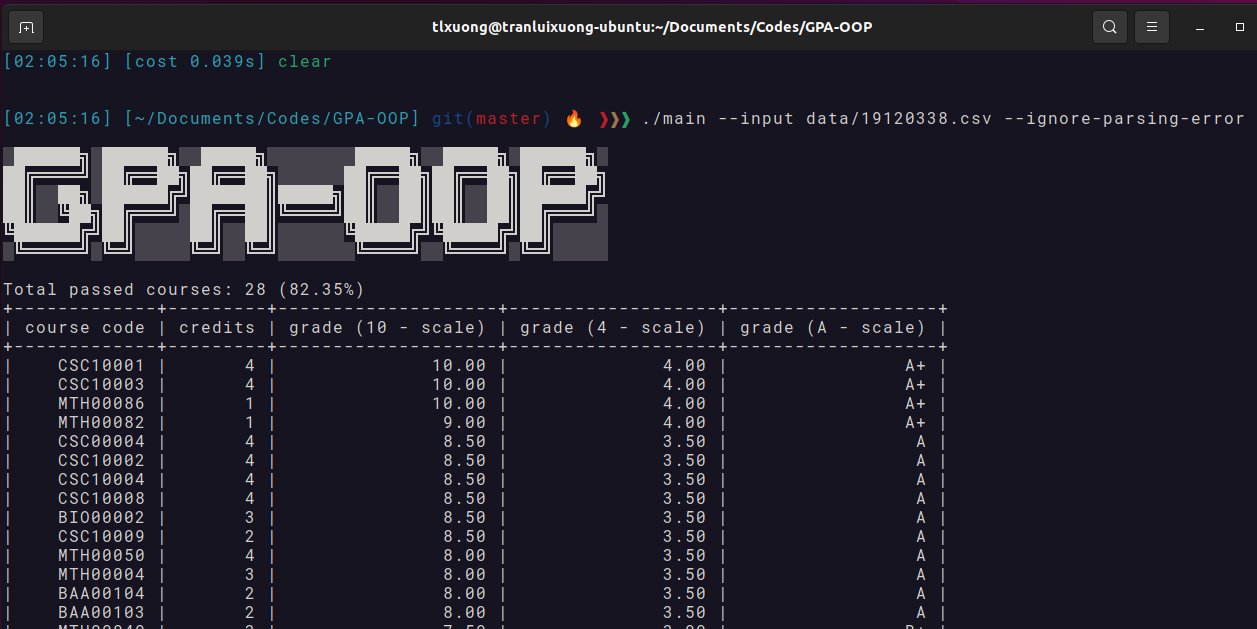 tlxuong@tranluixuong-ubuntu:~/Documents/Codes/GPA-OOP
[02:05:16] [cost 0.039s] clear
[02:05:16] [~/Documents/Codes/GPA-OOP] git(master) 🔥 ❱❱❱ ./main --input data/19120338.csv --ignore-parsing-error
GPA-OOP
Total passed courses: 28 (82.35%)
+-------------+---------+--------------------+-------------------+-------------------+
| course code | credits | grade (10 - scale) | grade (4 - scale) | grade (A - scale) |
+-------------+---------+--------------------+-------------------+-------------------+
| CSC10001 | 4 | 10.00 | 4.00 | A+ |
| CSC10003 | 4 | 10.00 | 4.00 | A+ |
| MTH00086 | 1 | 10.00 | 4.00 | A+ |
| MTH00082 | 1 | 9.00 | 4.00 | A+ |
| CSC00004 | 4 | 8.50 | 3.50 | A |
| CSC10002 | 4 | 8.50 | 3.50 | A |
| CSC10004 | 4 | 8.50 | 3.50 | A |
| CSC10008 | 4 | 8.50 | 3.50 | A |
| BIO00002 | 3 | 8.50 | 3.50 | A |
| CSC10009 | 2 | 8.50 | 3.50 | A |
| MTH00050 | 4 | 8.00 | 3.50 | A |
| MTH00004 | 3 | 8.00 | 3.50 | A |
| BAA00104 | 2 | 8.00 | 3.50 | A |
| BAA00103 | 2 | 8.00 | 3.50 | A |